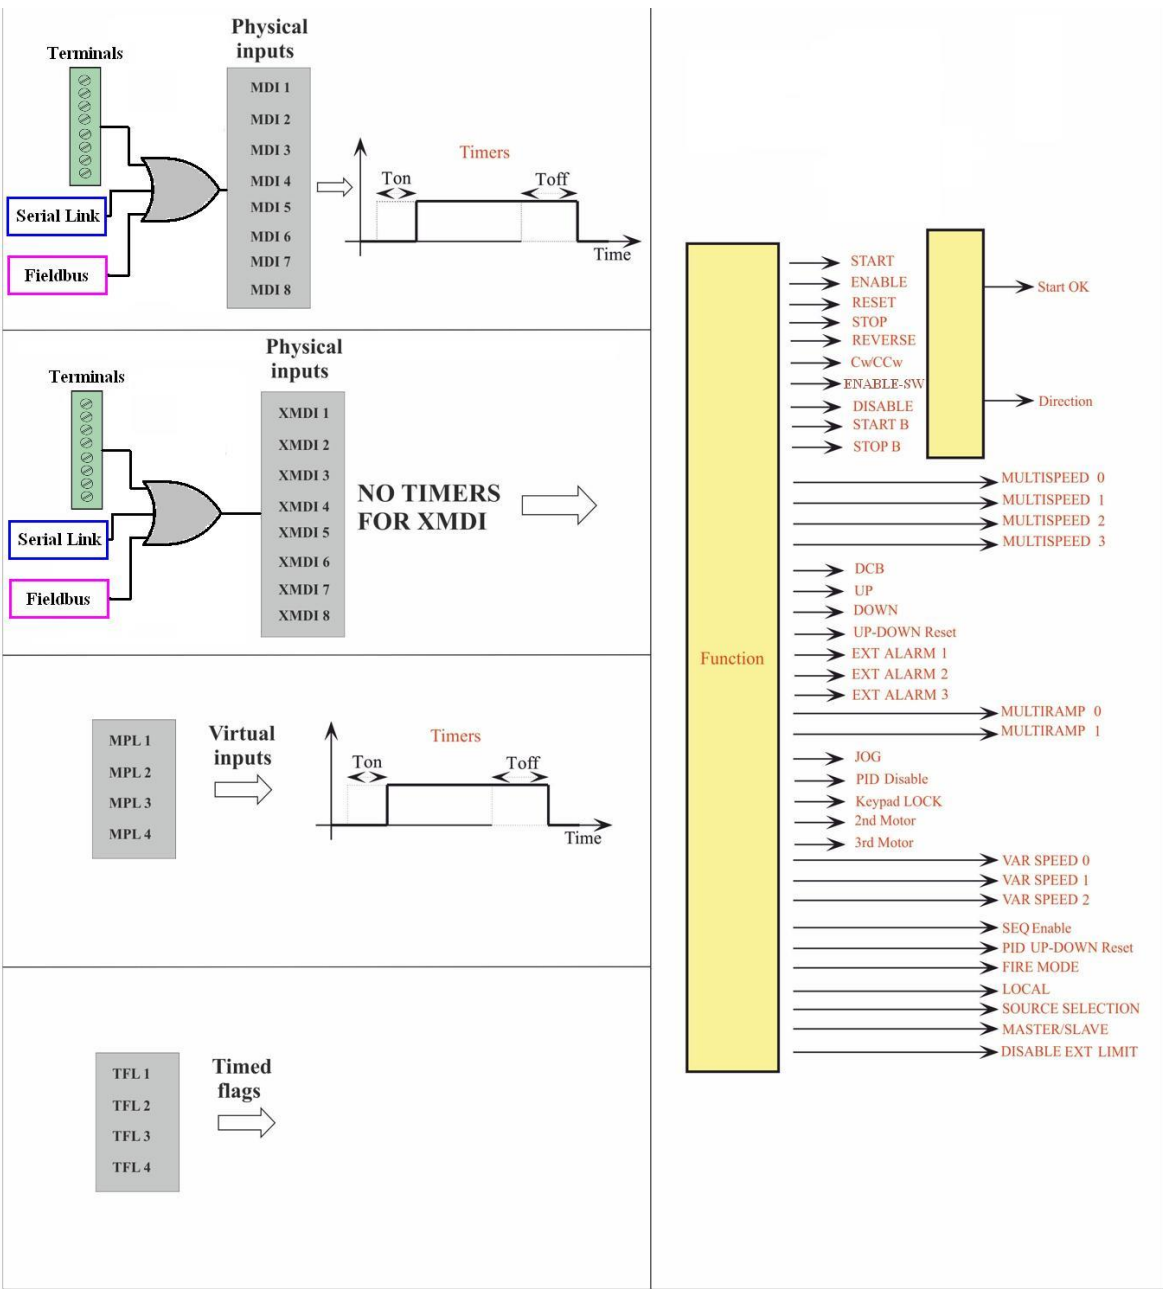 Physical
inputs
Terminals
MDI 1
MDI 2
MDI 3
MDI 4
MDI 5
MDI 6
MDI 7
MDI 8
Serial Link
Fieldbus
Timers
Ton
Toff
Time
Physical
inputs
Terminals
XMDI 1
XMDI 2
XMDI 3
XMDI 4
XMDI 5
XMDI 6
XMDI 7
XMDI 8
Serial Link
Fieldbus
NO TIMERS
FOR XMDI
MPL 1
MPL 2
MPL 3
MPL 4
Virtual
inputs
Timers
Ton
Toff
Time
TFL 1
TFL 2
TFL 3
TFL 4
Timed
flags
Function
START
ENABLE
RESET
STOP
REVERSE
Cw/CCw
ENABLE-SW
DISABLE
START B
STOP B
Start OK
Direction
MULTISPEED 0
MULTISPEED 1
MULTISPEED 2
MULTISPEED 3
DCB
UP
DOWN
UP-DOWN Reset
EXT ALARM 1
EXT ALARM 2
EXT ALARM 3
MULTIRAMP 0
MULTIRAMP 1
JOG
PID Disable
Keypad LOCK
2nd Motor
3rd Motor
VAR SPEED 0
VAR SPEED 1
VAR SPEED 2
SEQ Enable
PID UP-DOWN Reset
FIRE MODE
LOCAL
SOURCE SELECTION
MASTER/SLAVE
DISABLE EXT LIMIT